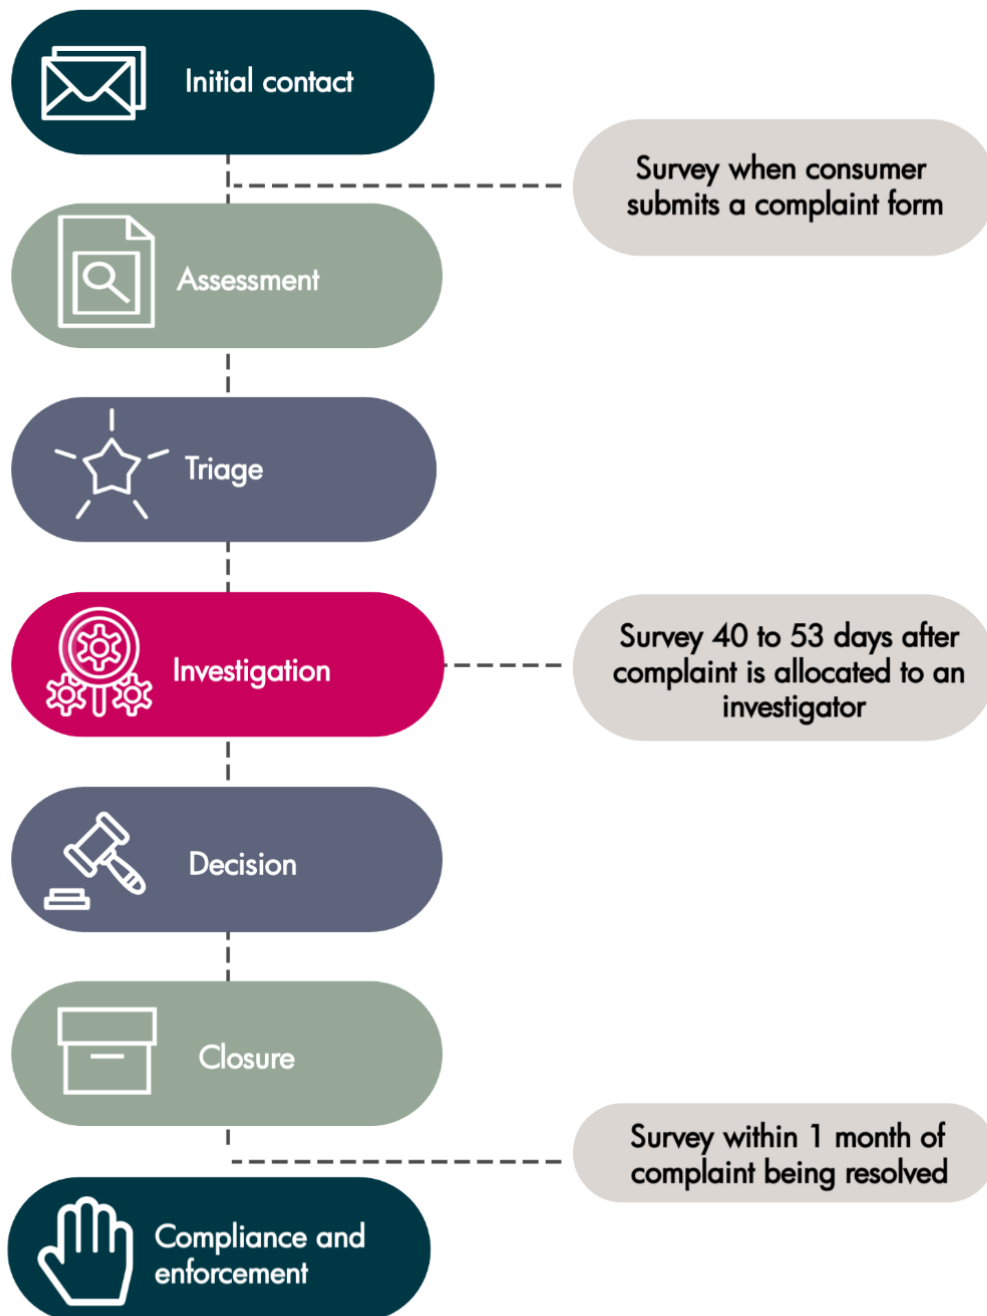 Initial contact
Survey when consumer
submits a complaint form
Assessment
Triage
Investigation
Survey 40 to 53 days after
complaint is allocated to an
investigator
Decision
Closure
Survey within 1 month of
complaint being resolved
Compliance and
enforcement